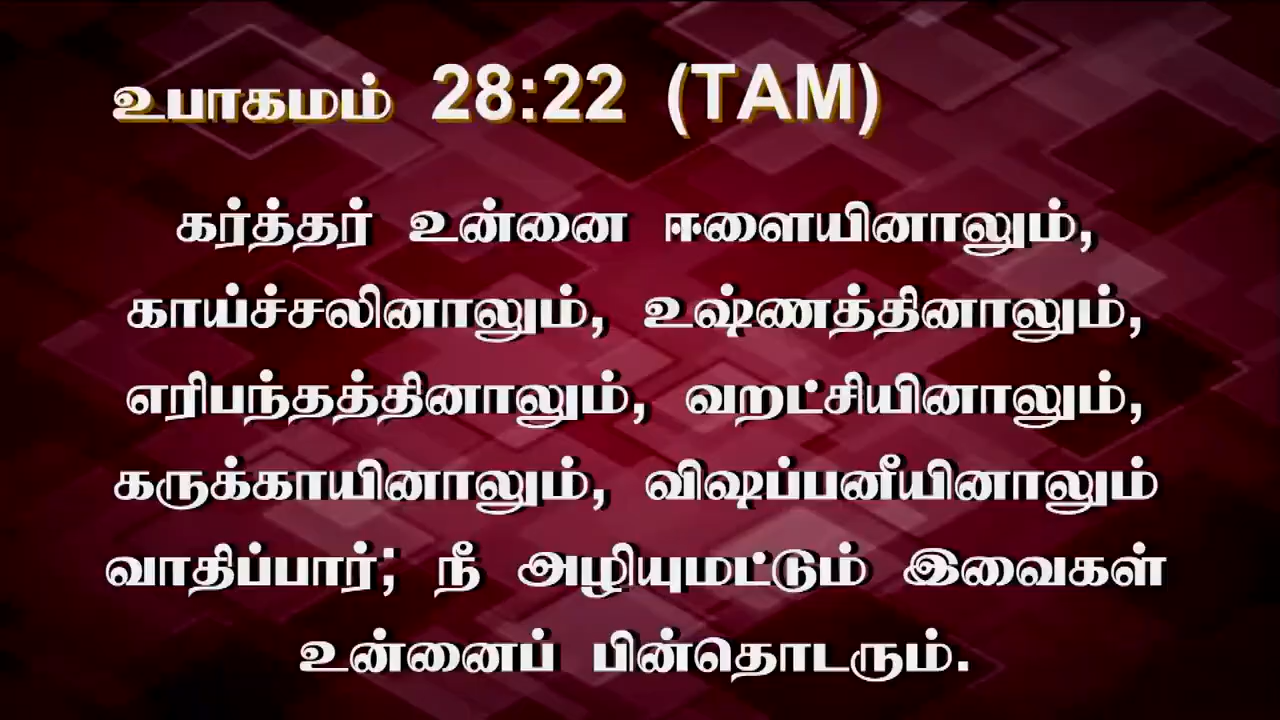 உபாகமம் 28:22 (TAM)
கர்த்தர் உன்னை ஈளையினாலும்,
காய்ச்சலினாலும், உஷ்ணத்தினாலும்,
எரிபந்தத்தினாலும், வறட்சியினாலும்,
கருக்காயினாலும், விஷப்பனீயினாலும்
வாதிப்பார்; நீ அழியுமட்டும் இவைகள்
உன்னைப் பின்தொடரும்.